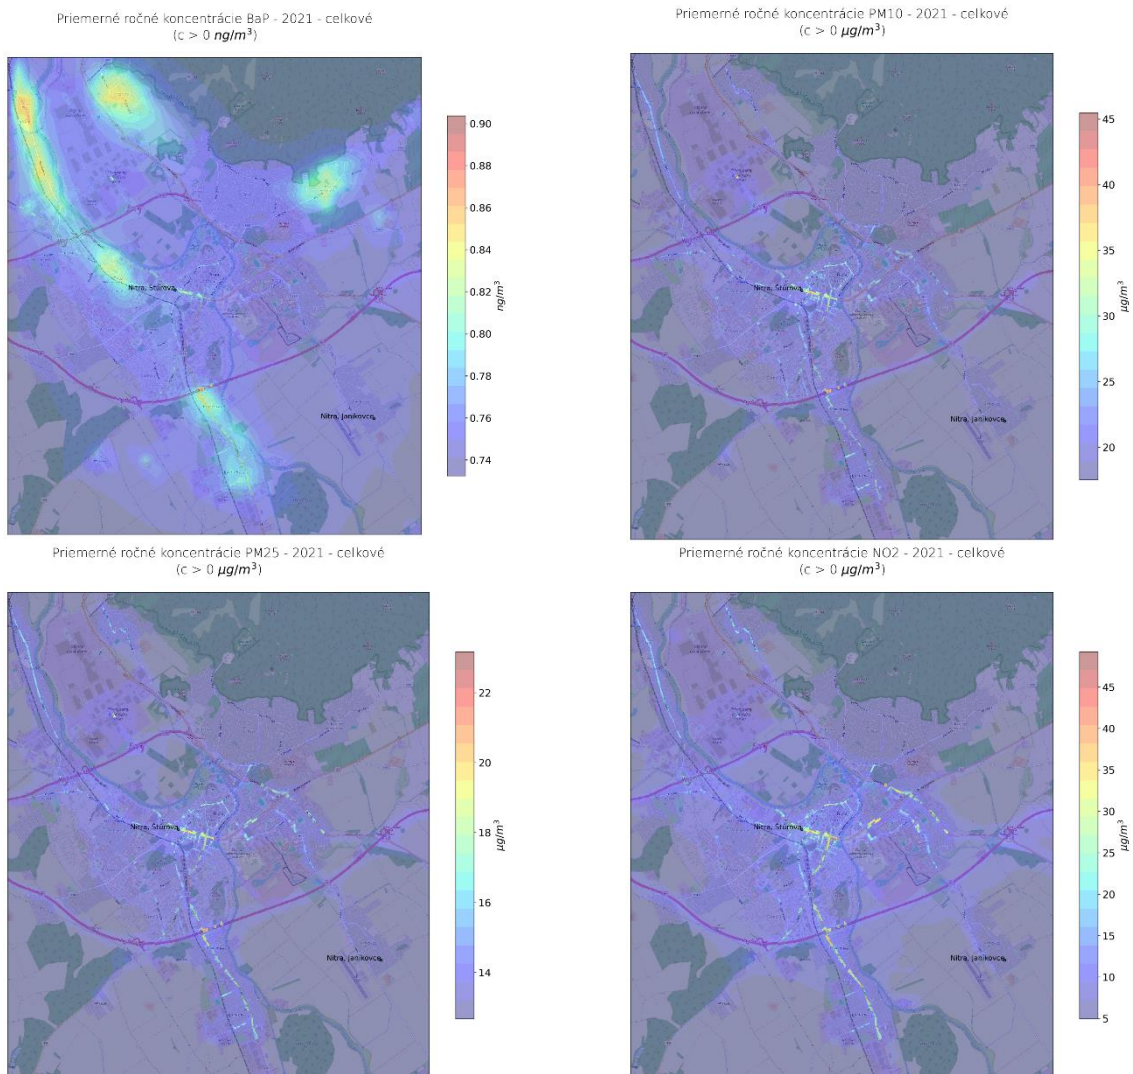 Priemerné ročné koncentrácie BaP - 2021 - celkové
(c > 0 ng/m³)
0.90
0.88
0.86
0.84
0.82
0.80
0.78
0.76
0.74
ng/m³
Nitra, Štúrova
Nitra, Janíkovce
Priemerné ročné koncentrácie PM10 - 2021 - celkové
(c > 0 µg/m³)
45
40
35
30
25
20
µg/m³
Nitra, Štúrova
Nitra, Janíkovce
Priemerné ročné koncentrácie PM25 - 2021 - celkové
(c > 0 µg/m³)
22
20
18
16
14
µg/m³
Nitra, Štúrova
Nitra, Janíkovce
Priemerné ročné koncentrácie NO2 - 2021 - celkové
(c > 0 µg/m³)
45
40
35
30
25
20
15
10
5
µg/m³
Nitra, Štúrova
Nitra, Janíkovce